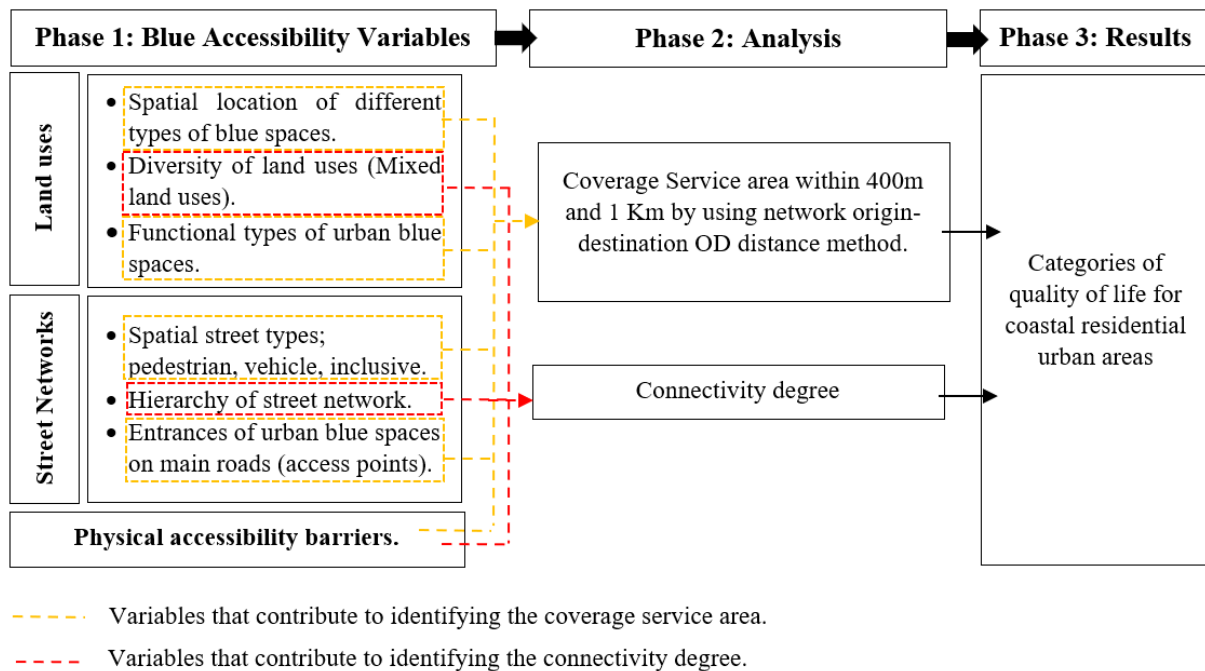 Phase 1: Blue Accessibility Variables
Phase 2: Analysis
Phase 3: Results
Land uses
• Spatial location of different
types of blue spaces.
• Diversity of land uses (Mixed
land uses).
• Functional types of urban blue
spaces.
Street Networks
• Spatial street types;
pedestrian, vehicle, inclusive.
• Hierarchy of street network.
• Entrances of urban blue spaces
on main roads (access points).
Physical accessibility barriers.
Coverage Service area within 400m
and 1 Km by using network origin-
destination OD distance method.
Connectivity degree
Categories of
quality of life for
coastal residential
urban areas
Variables that contribute to identifying the coverage service area.
Variables that contribute to identifying the connectivity degree.